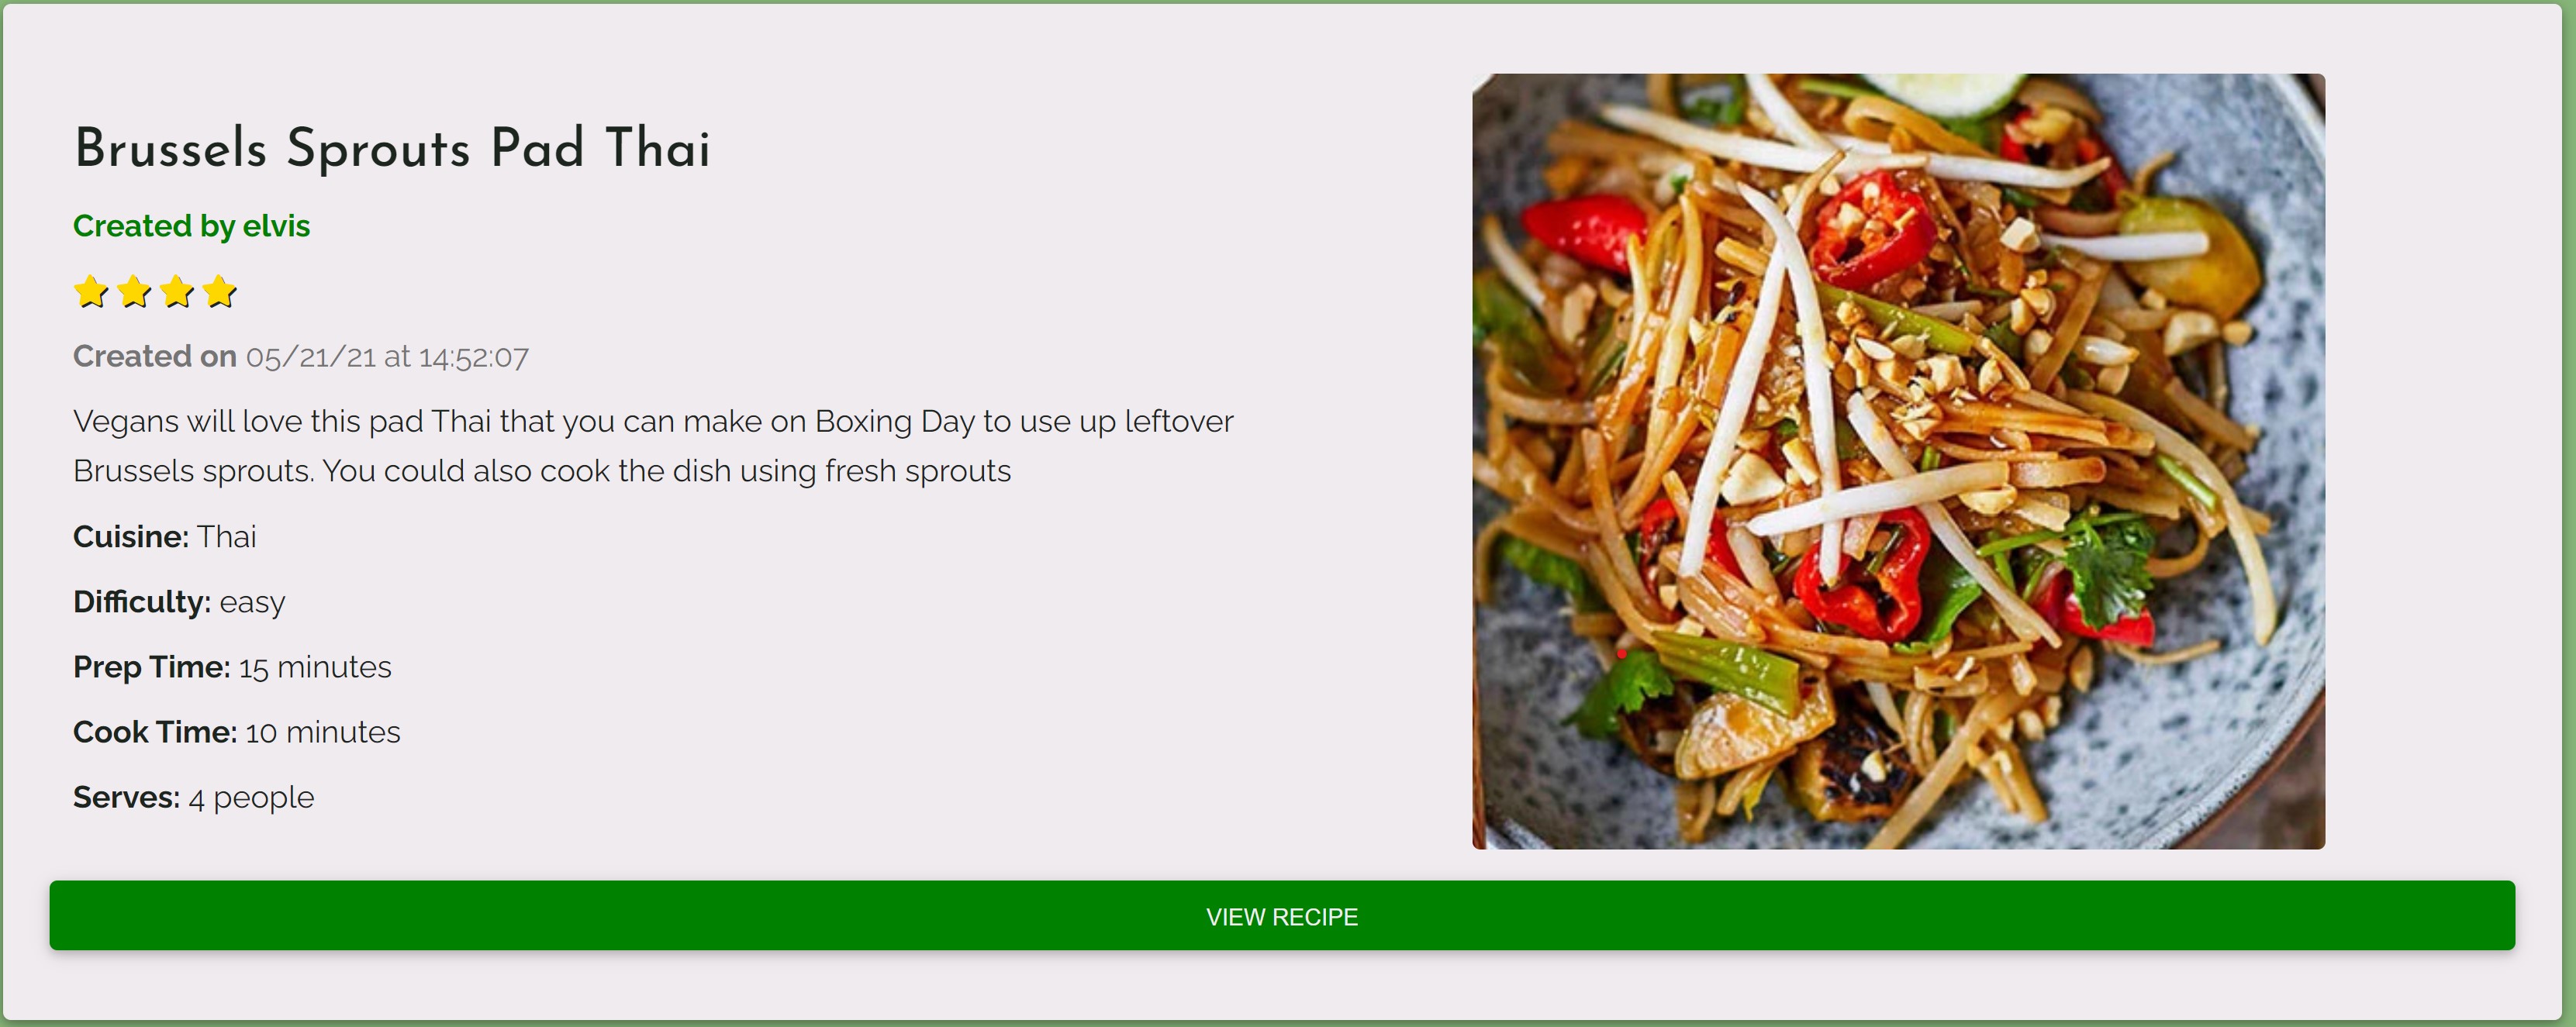 Brussels Sprouts Pad Thai
Created by elvis
Created on 05/21/21 at 14:52:07
Vegans will love this pad Thai that you can make on Boxing Day to use up leftover
Brussels sprouts. You could also cook the dish using fresh sprouts
Cuisine: Thai
Difficulty: easy
Prep Time: 15 minutes
Cook Time: 10 minutes
Serves: 4 people
VIEW RECIPE